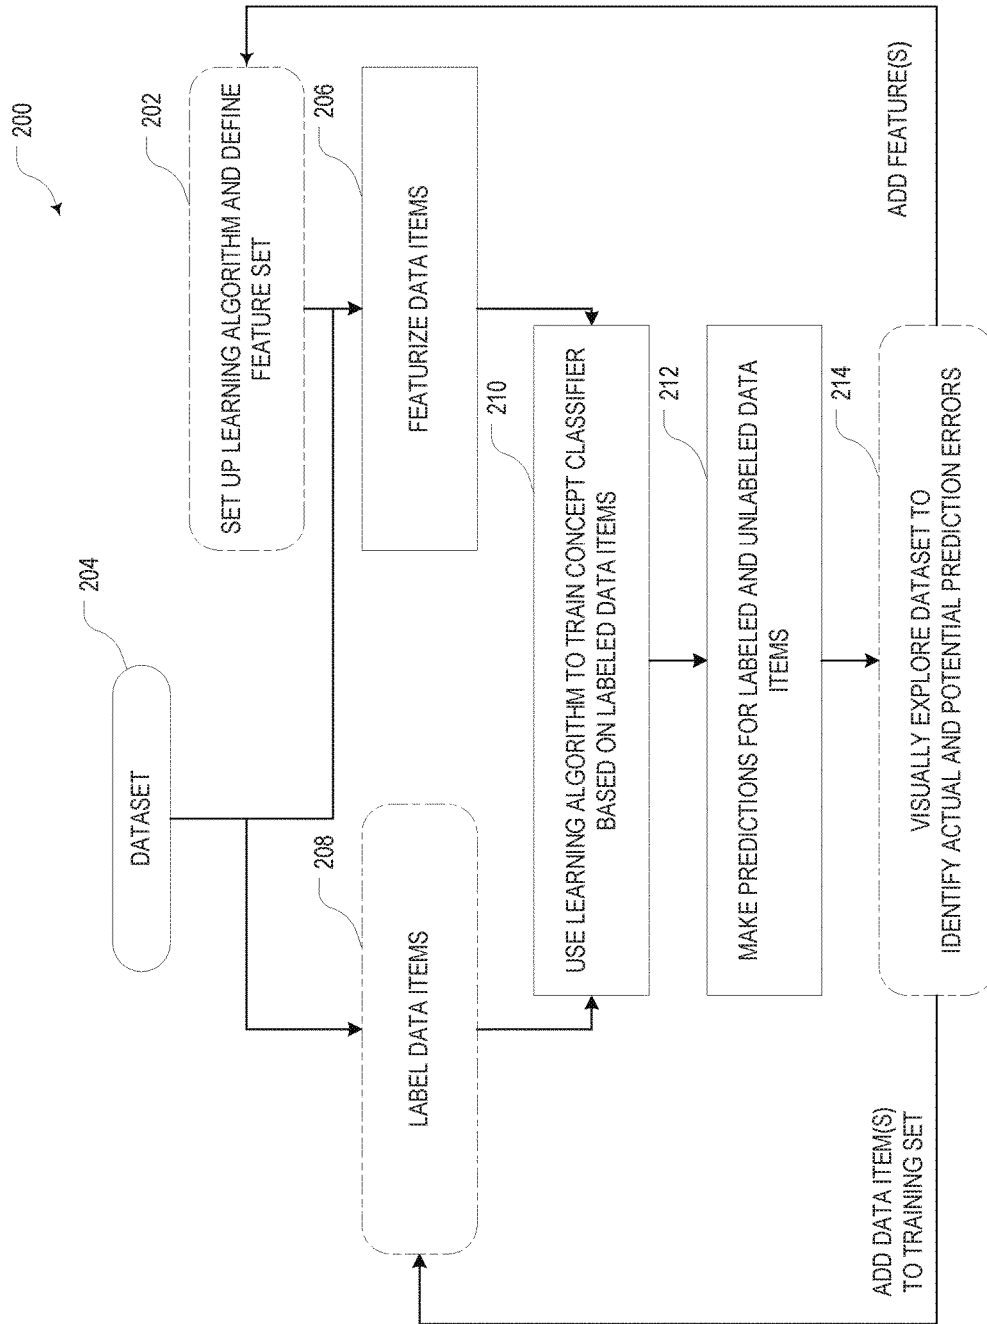 200
204
DATASET
202
SET UP LEARNING ALGORITHM AND DEFINE
FEATURE SET
206
FEATURIZE DATA ITEMS
208
LABEL DATA ITEMS
210
USE LEARNING ALGORITHM TO TRAIN CONCEPT CLASSIFIER
BASED ON LABELED DATA ITEMS
212
MAKE PREDICTIONS FOR LABELED AND UNLABELED DATA
ITEMS
214
VISUALLY EXPLORE DATASET TO
IDENTIFY ACTUAL AND POTENTIAL PREDICTION ERRORS
ADD DATA ITEM(S)
TO TRAINING SET
ADD FEATURE(S)